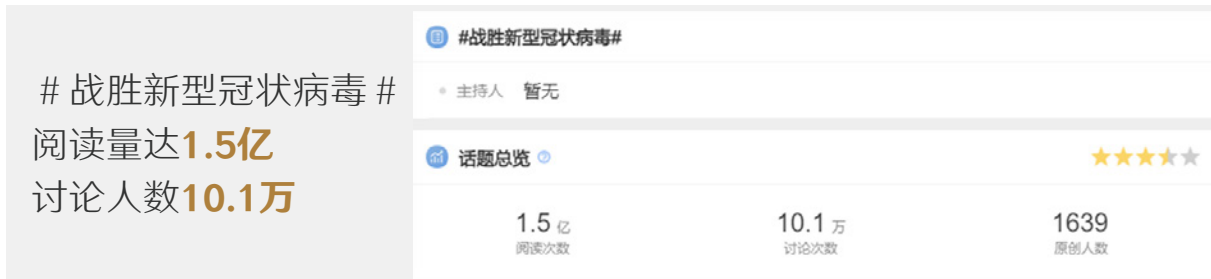 # 战胜新型冠状病毒 #
阅读量达1.5亿
讨论人数10.1万
#战胜新型冠状病毒#
主持人 暂无
话题总览
1.5 亿 10.1 万 1639
阅读次数 讨论次数 原创人数